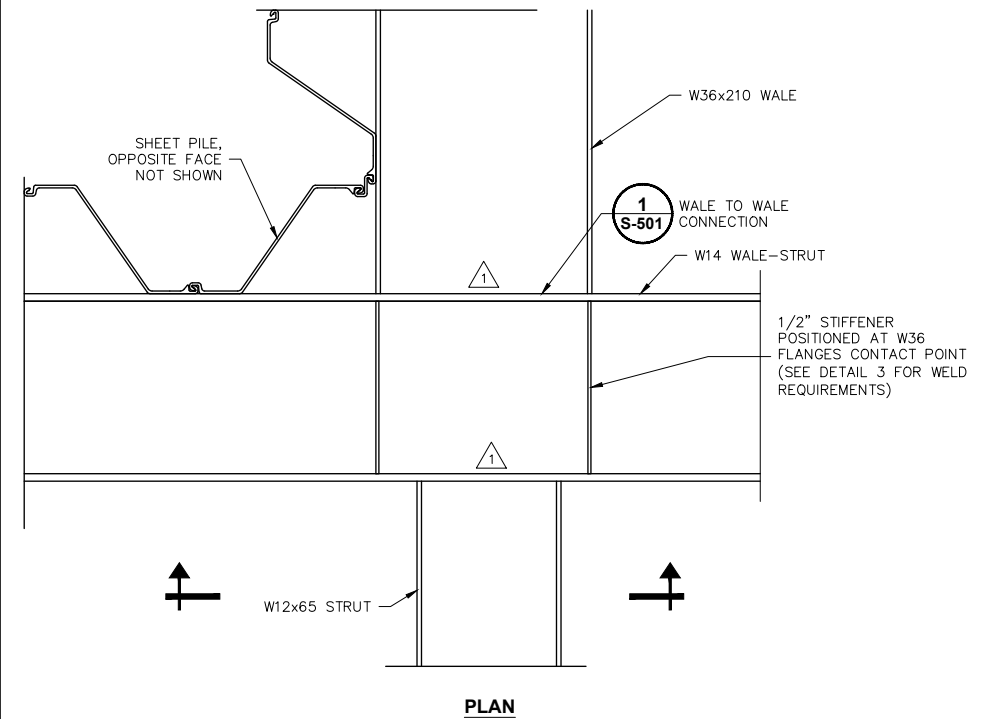 W36x210 WALE
SHEET PILE,
OPPOSITE FACE
NOT SHOWN
1
S-501
WALE TO WALE
CONNECTION
W14 WALE-STRUT
1
1/2" STIFFENER
POSITIONED AT W36
FLANGES CONTACT POINT
(SEE DETAIL 3 FOR WELD
REQUIREMENTS)
1
W12x65 STRUT
PLAN